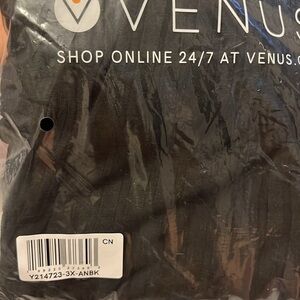 VENUS
SHOP ONLINE 24/7 AT VENUS.
CN
Y214723-3X-ANBK